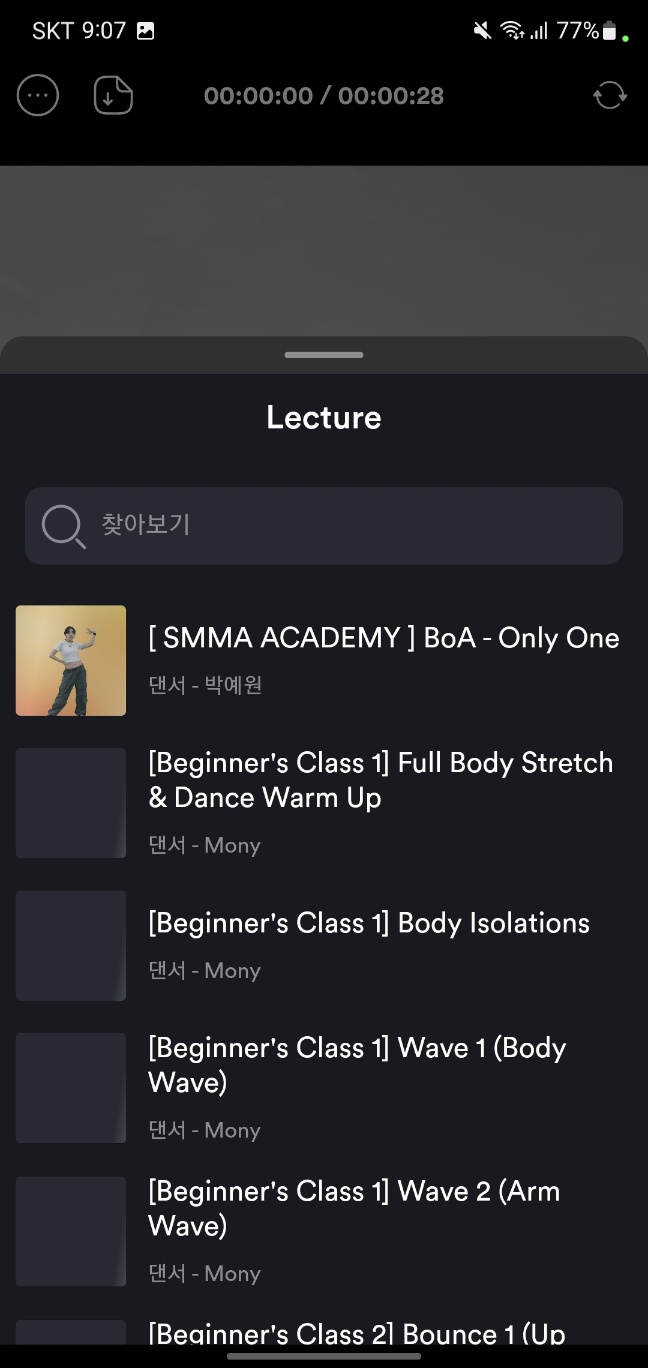 SKT 9:07
77%
00:00:00 / 00:00:28
Lecture
찾아보기
[ SMMA ACADEMY ] BoA - Only One
댄서 - 박예원
[Beginner's Class 1] Full Body Stretch
& Dance Warm Up
댄서 - Mony
[Beginner's Class 1] Body Isolations
댄서 - Mony
[Beginner's Class 1] Wave 1 (Body
Wave)
댄서 - Mony
[Beginner's Class 1] Wave 2 (Arm
Wave)
댄서 - Mony
[Beginner's Class 2] Bounce 1 (Up